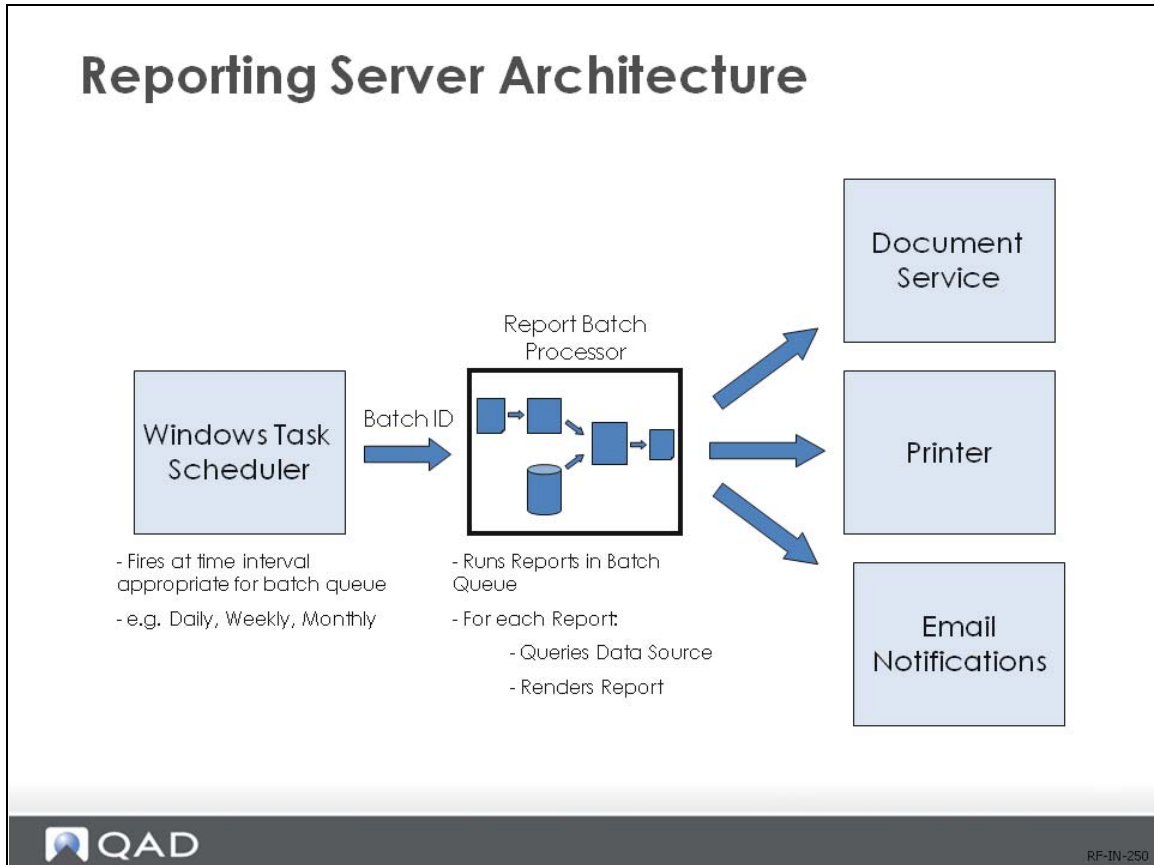 Reporting Server Architecture
Document
Service
Report Batch
Processor
Batch ID
Windows Task
Scheduler
Printer
- Fires at time interval
appropriate for batch queue
- e.g. Daily, Weekly, Monthly
- Runs Reports in Batch
Queue
- For each Report:
- Queries Data Source
- Renders Report
Email
Notifications
QAD
RF-IN-250